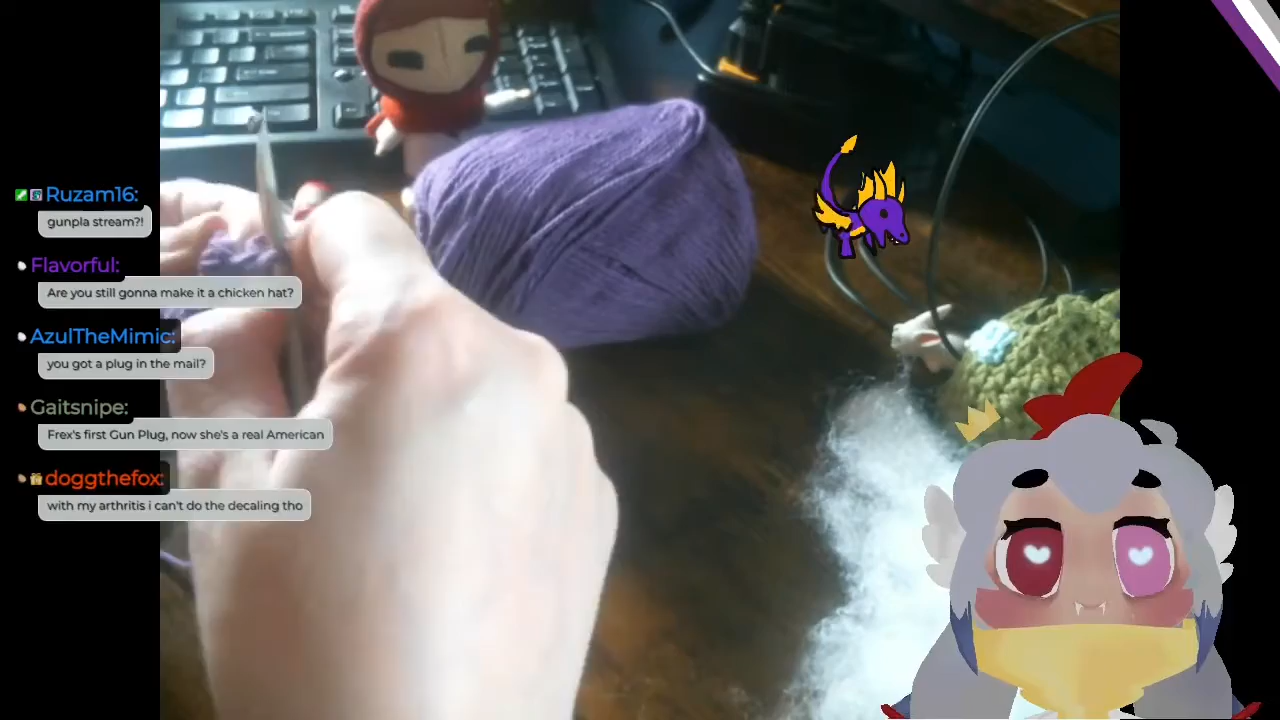 Ruzam16:
gunpla stream?!
Flavorful:
Are you still gonna make it a chicken hat?
AzulTheMimic:
you got a plug in the mail?
Gaitsnipe:
Frex's first Gun Plug, now she's a real American
doggthefox:
with my arthritis i can't do the decaling tho